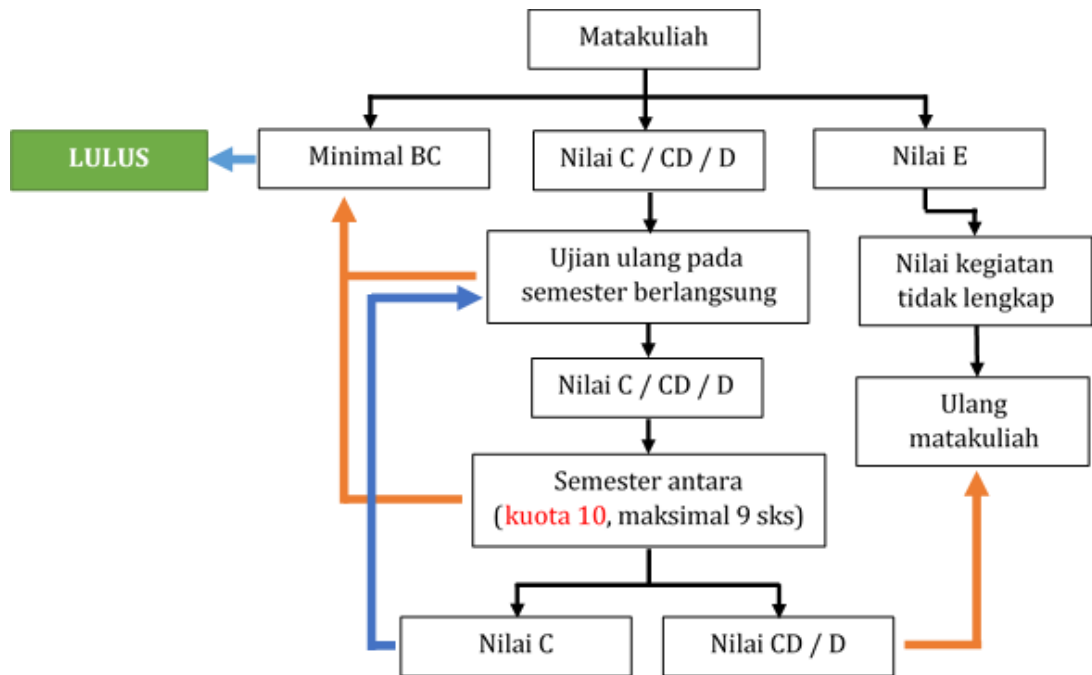 Matakuliah
LULUS
Minimal BC
Nilai C / CD / D
Nilai E
Ujian ulang pada
semester berlangsung
Nilai kegiatan
tidak lengkap
Nilai C / CD / D
Ulang
matakuliah
Semester antara
(kuota 10, maksimal 9 sks)
Nilai C
Nilai CD / D